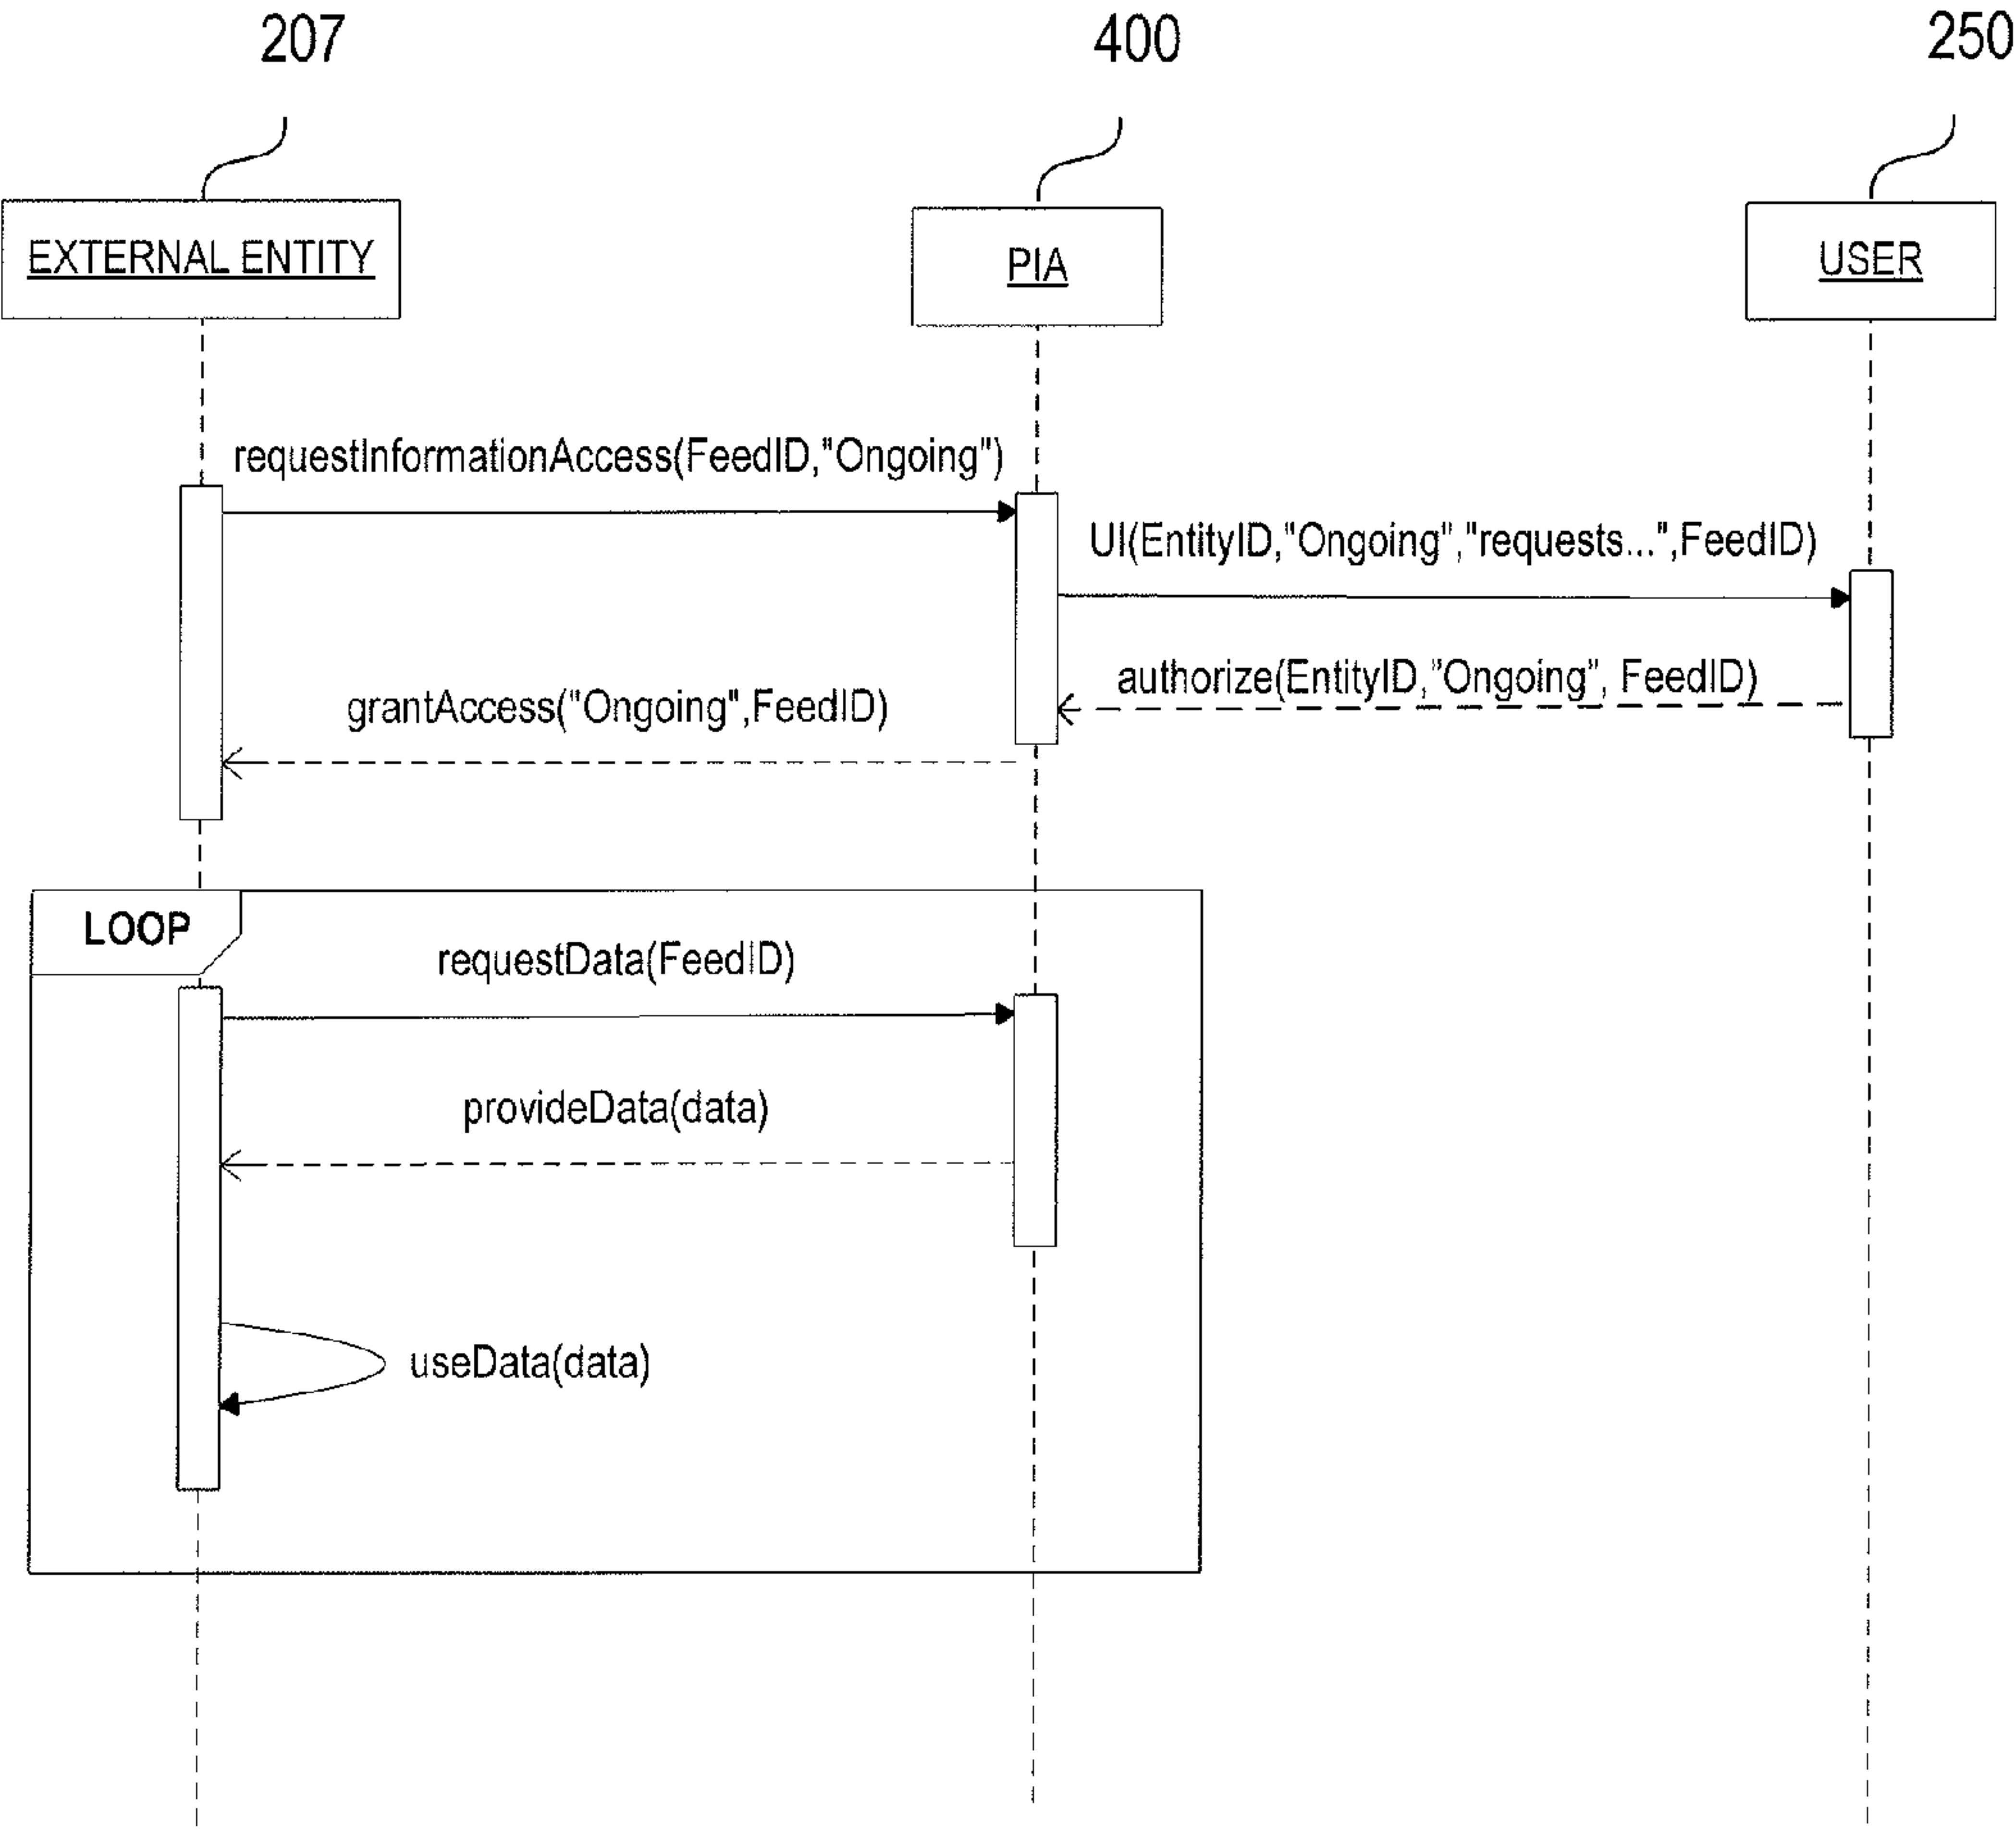 207
400
250
EXTERNAL ENTITY
PIA
USER
requestInformationAccess(FeedID,"Ongoing")
UI(EntityID,"Ongoing","requests...",FeedID)
authorize(EntityID,"Ongoing", FeedID)
grantAccess("Ongoing",FeedID)
LOOP
requestData(FeedID)
provideData(data)
useData(data)